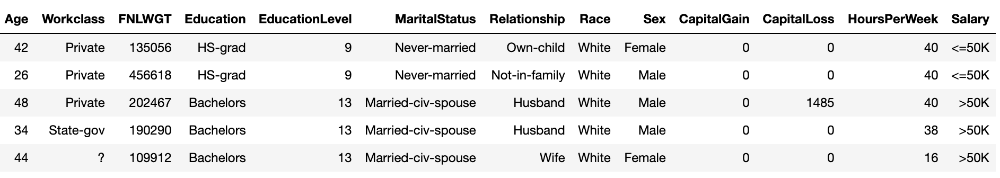 Age Workclass FNLWGT Education EducationLevel MaritalStatus Relationship Race Sex CapitalGain CapitalLoss HoursPerWeek Salary
42 Private 135056 HS-grad 9 Never-married Own-child White Female 0 0 40 <=50K
26 Private 456618 HS-grad 9 Never-married Not-in-family White Male 0 0 40 <=50K
48 Private 202467 Bachelors 13 Married-civ-spouse Husband White Male 0 1485 40 >50K
34 State-gov 190290 Bachelors 13 Married-civ-spouse Husband White Male 0 0 38 >50K
44 ? 109912 Bachelors 13 Married-civ-spouse Wife White Female 0 0 16 >50K